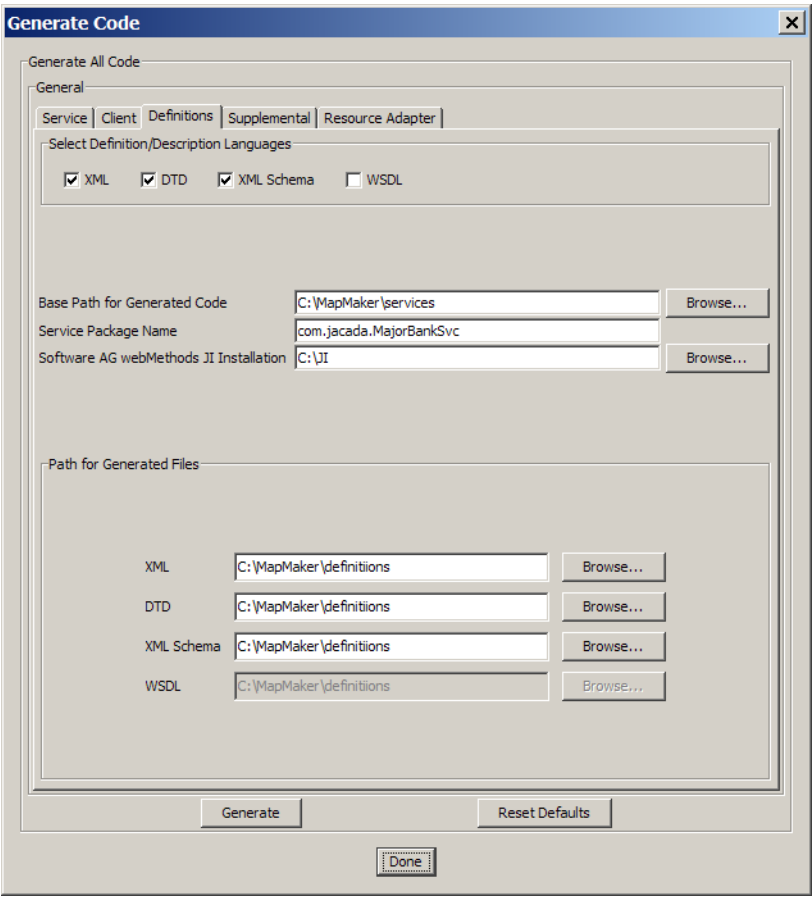 Generate Code
Generate All Code
General
Service Client Definitions Supplemental Resource Adapter
Select Definition/Description Languages
XML DTD XML Schema WSDL
Base Path for Generated Code C:\MapMaker\services Browse...
Service Package Name com.jacada.MajorBankSvc
Software AG webMethods JI Installation C:\JI Browse...
Path for Generated Files
XML C:\MapMaker\definitiions Browse...
DTD C:\MapMaker\definitiions Browse...
XML Schema C:\MapMaker\definitiions Browse...
WSDL C:\MapMaker\definitiions Browse...
Generate Reset Defaults
Done